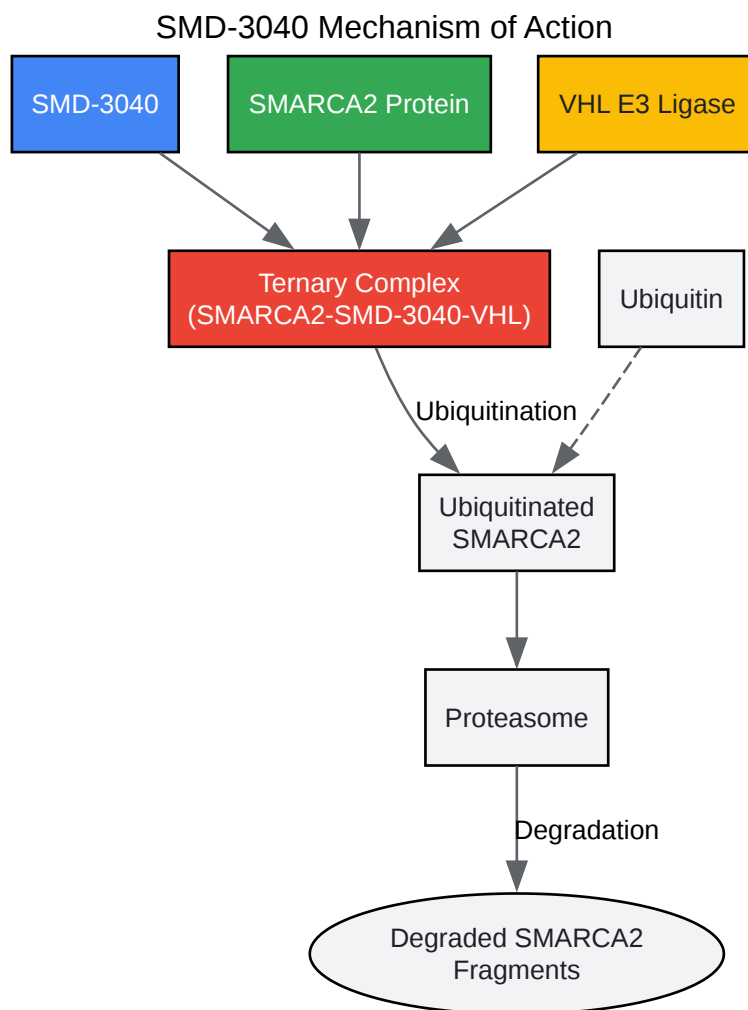 SMD-3040 Mechanism of Action
SMD-3040
SMARCA2 Protein
VHL E3 Ligase
Ternary Complex
(SMARCA2-SMD-3040-VHL)
Ubiquitin
Ubiquitination
Ubiquitinated
SMARCA2
Proteasome
Degradation
Degraded SMARCA2
Fragments